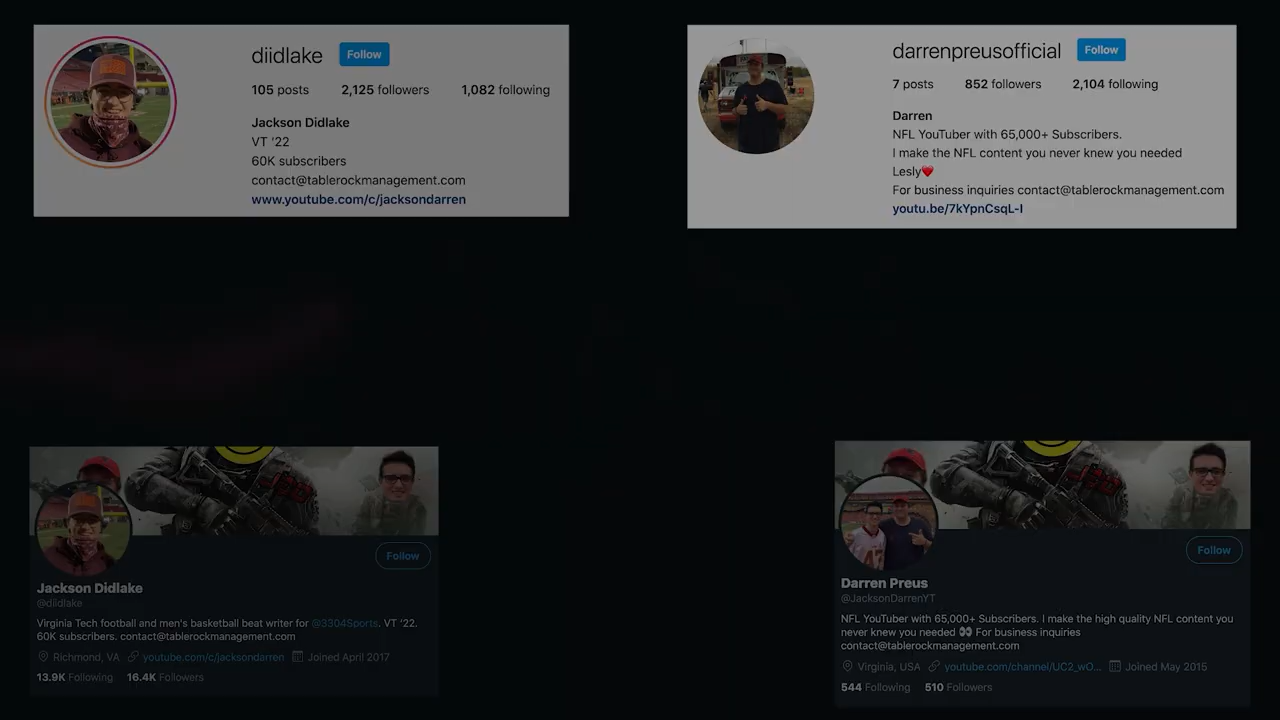 diidlake Follow
105 posts 2,125 followers 1,082 following
Jackson Didlake
VT '22
60K subscribers
contact@tablerockmanagement.com
www.youtube.com/c/jacksondarren
darrenpreusofficial Follow
7 posts 852 followers 2,104 following
Darren
NFL YouTuber with 65,000+ Subscribers.
I make the NFL content you never knew you needed
Lesly❤️
For business inquiries contact@tablerockmanagement.com
youtu.be/7kYpnCsqL-I
Follow
Jackson Didlake
@diidlake
Virginia Tech football and men's basketball beat writer for @3304Sports. VT '22.
60K subscribers. contact@tablerockmanagement.com
Richmond, VA youtube.com/c/jacksondarren Joined April 2017
13.9K Following 16.4K Followers
Follow
Darren Preus
@JacksonDarrenYT
NFL YouTuber with 65,000+ Subscribers. I make the high quality NFL content you
never knew you needed 👀 For business inquiries
contact@tablerockmanagement.com
Virginia, USA youtube.com/channel/UC2_wO... Joined May 2015
544 Following 510 Followers